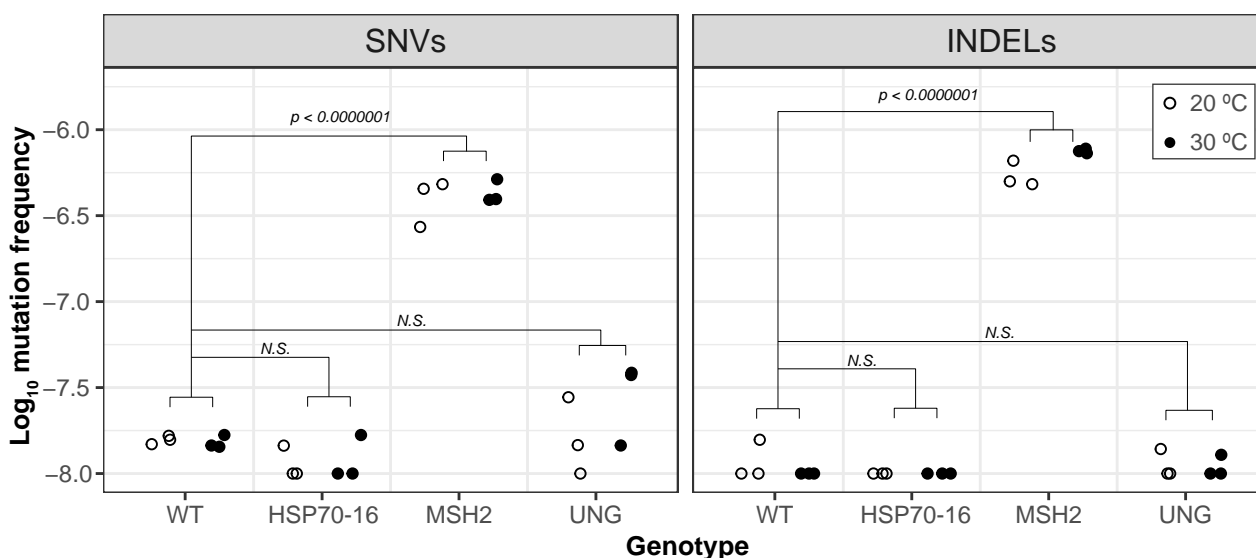 SNVs
INDELs
p < 0.0000001
p < 0.0000001
20 ºC
30 ºC
−6.0
−6.5
−7.0
−7.5
−8.0
N.S.
N.S.
N.S.
N.S.
Log10 mutation frequency
WT HSP70-16 MSH2 UNG
WT HSP70-16 MSH2 UNG
Genotype